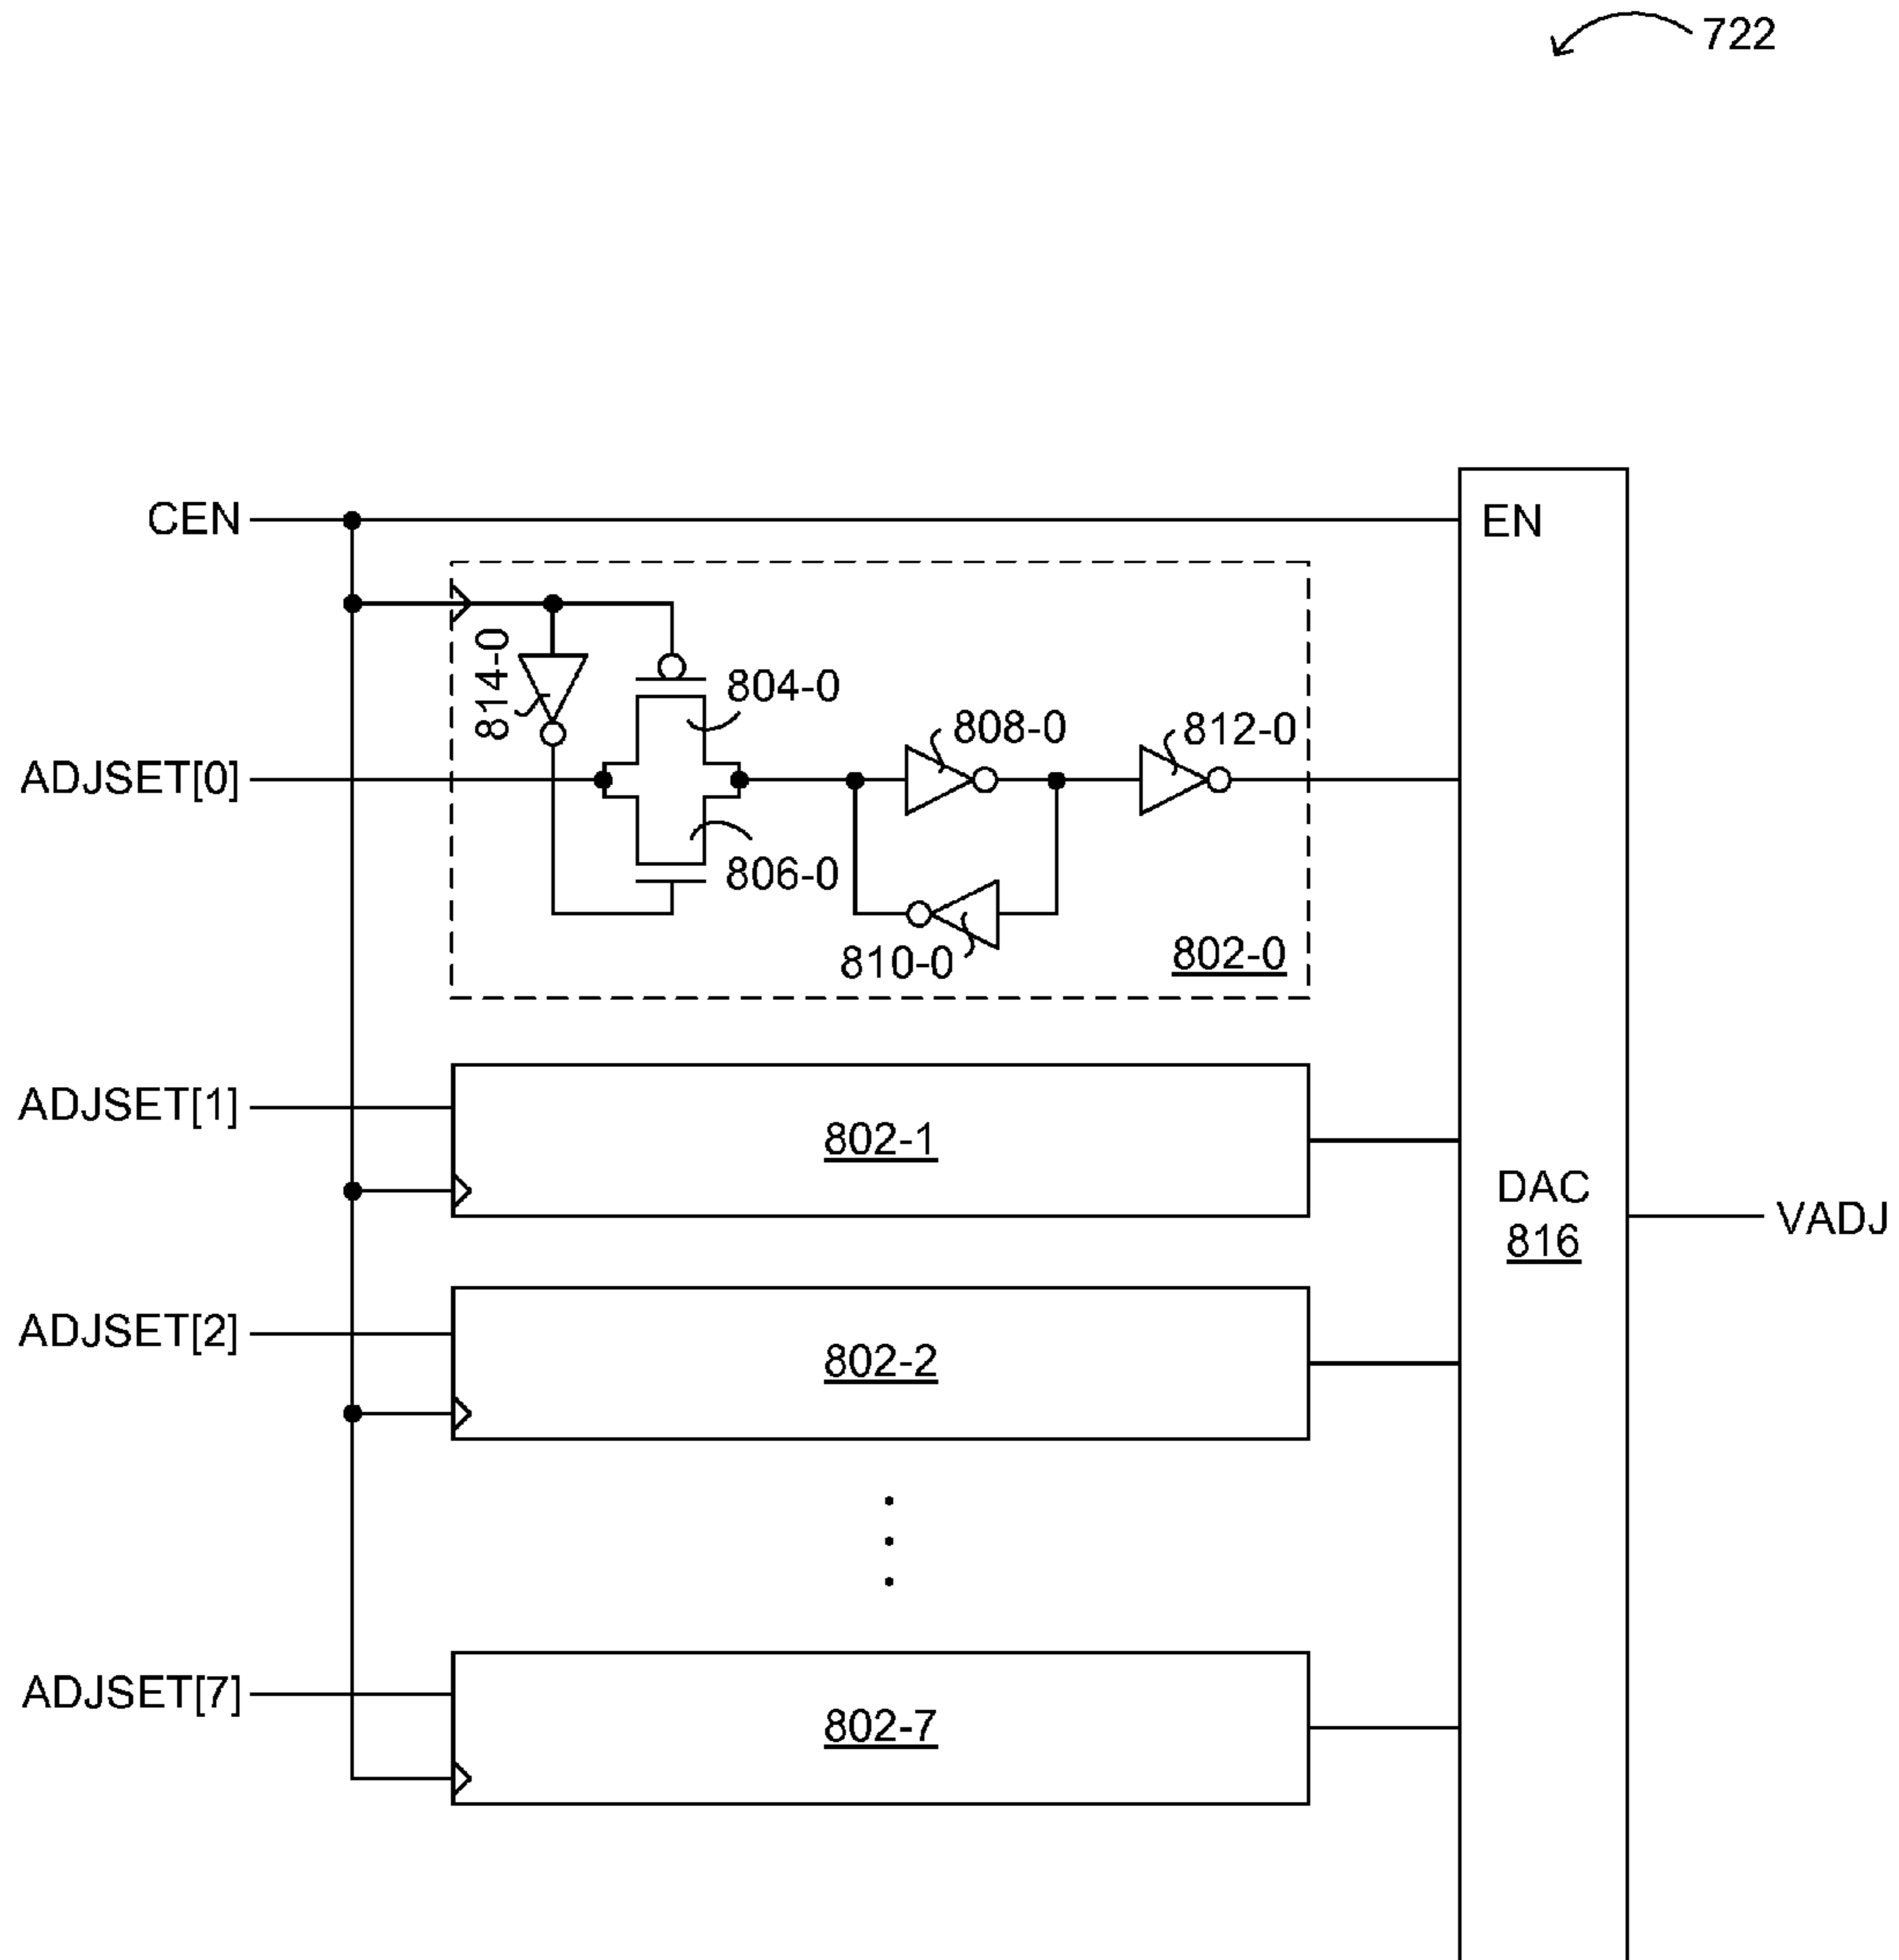 722
CEN
EN
814-0
804-0
808-0
812-0
ADJSET[0]
806-0
810-0
802-0
ADJSET[1]
802-1
DAC
816
VADJ
ADJSET[2]
802-2
ADJSET[7]
802-7